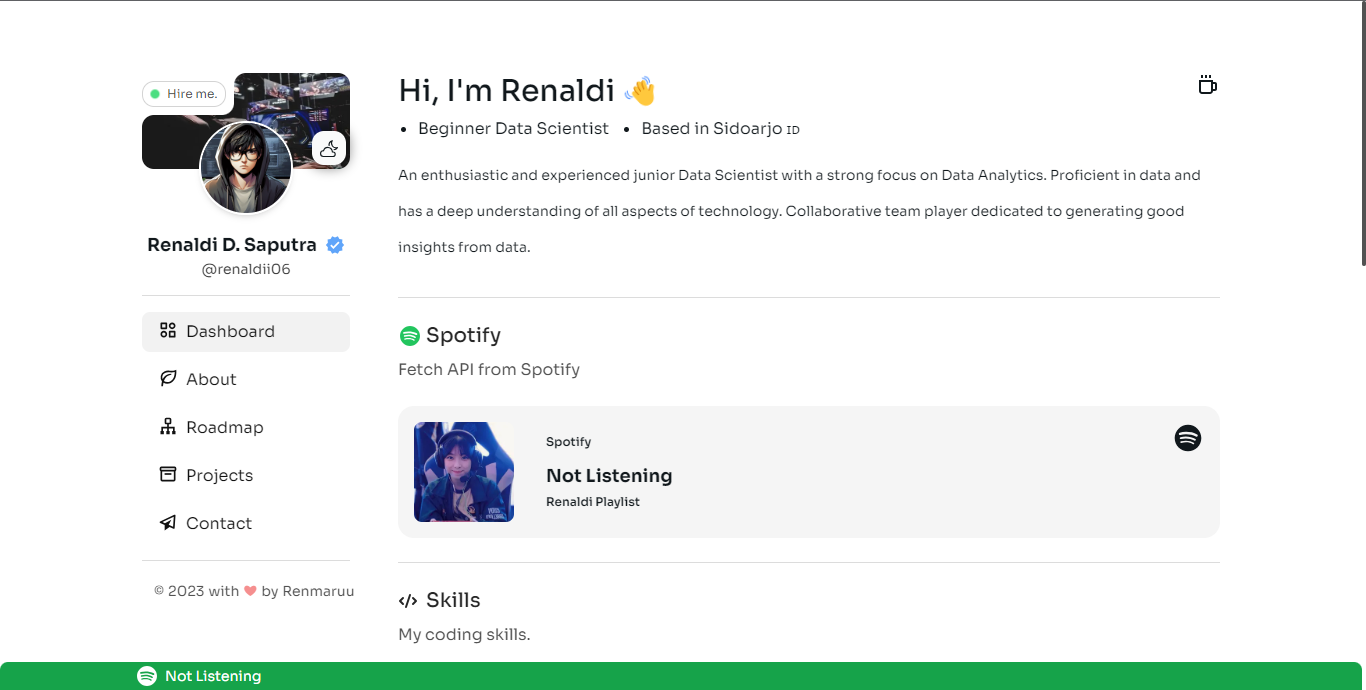 Hire me.
Renaldi D. Saputra
@renaldii06
Dashboard
About
Roadmap
Projects
Contact
© 2023 with ❤ by Renmaruu
Hi, I'm Renaldi 👋
• Beginner Data Scientist • Based in Sidoarjo ID
An enthusiastic and experienced junior Data Scientist with a strong focus on Data Analytics. Proficient in data and
has a deep understanding of all aspects of technology. Collaborative team player dedicated to generating good
insights from data.
Spotify
Fetch API from Spotify
Spotify
Not Listening
Renaldi Playlist
Skills
My coding skills.
Not Listening